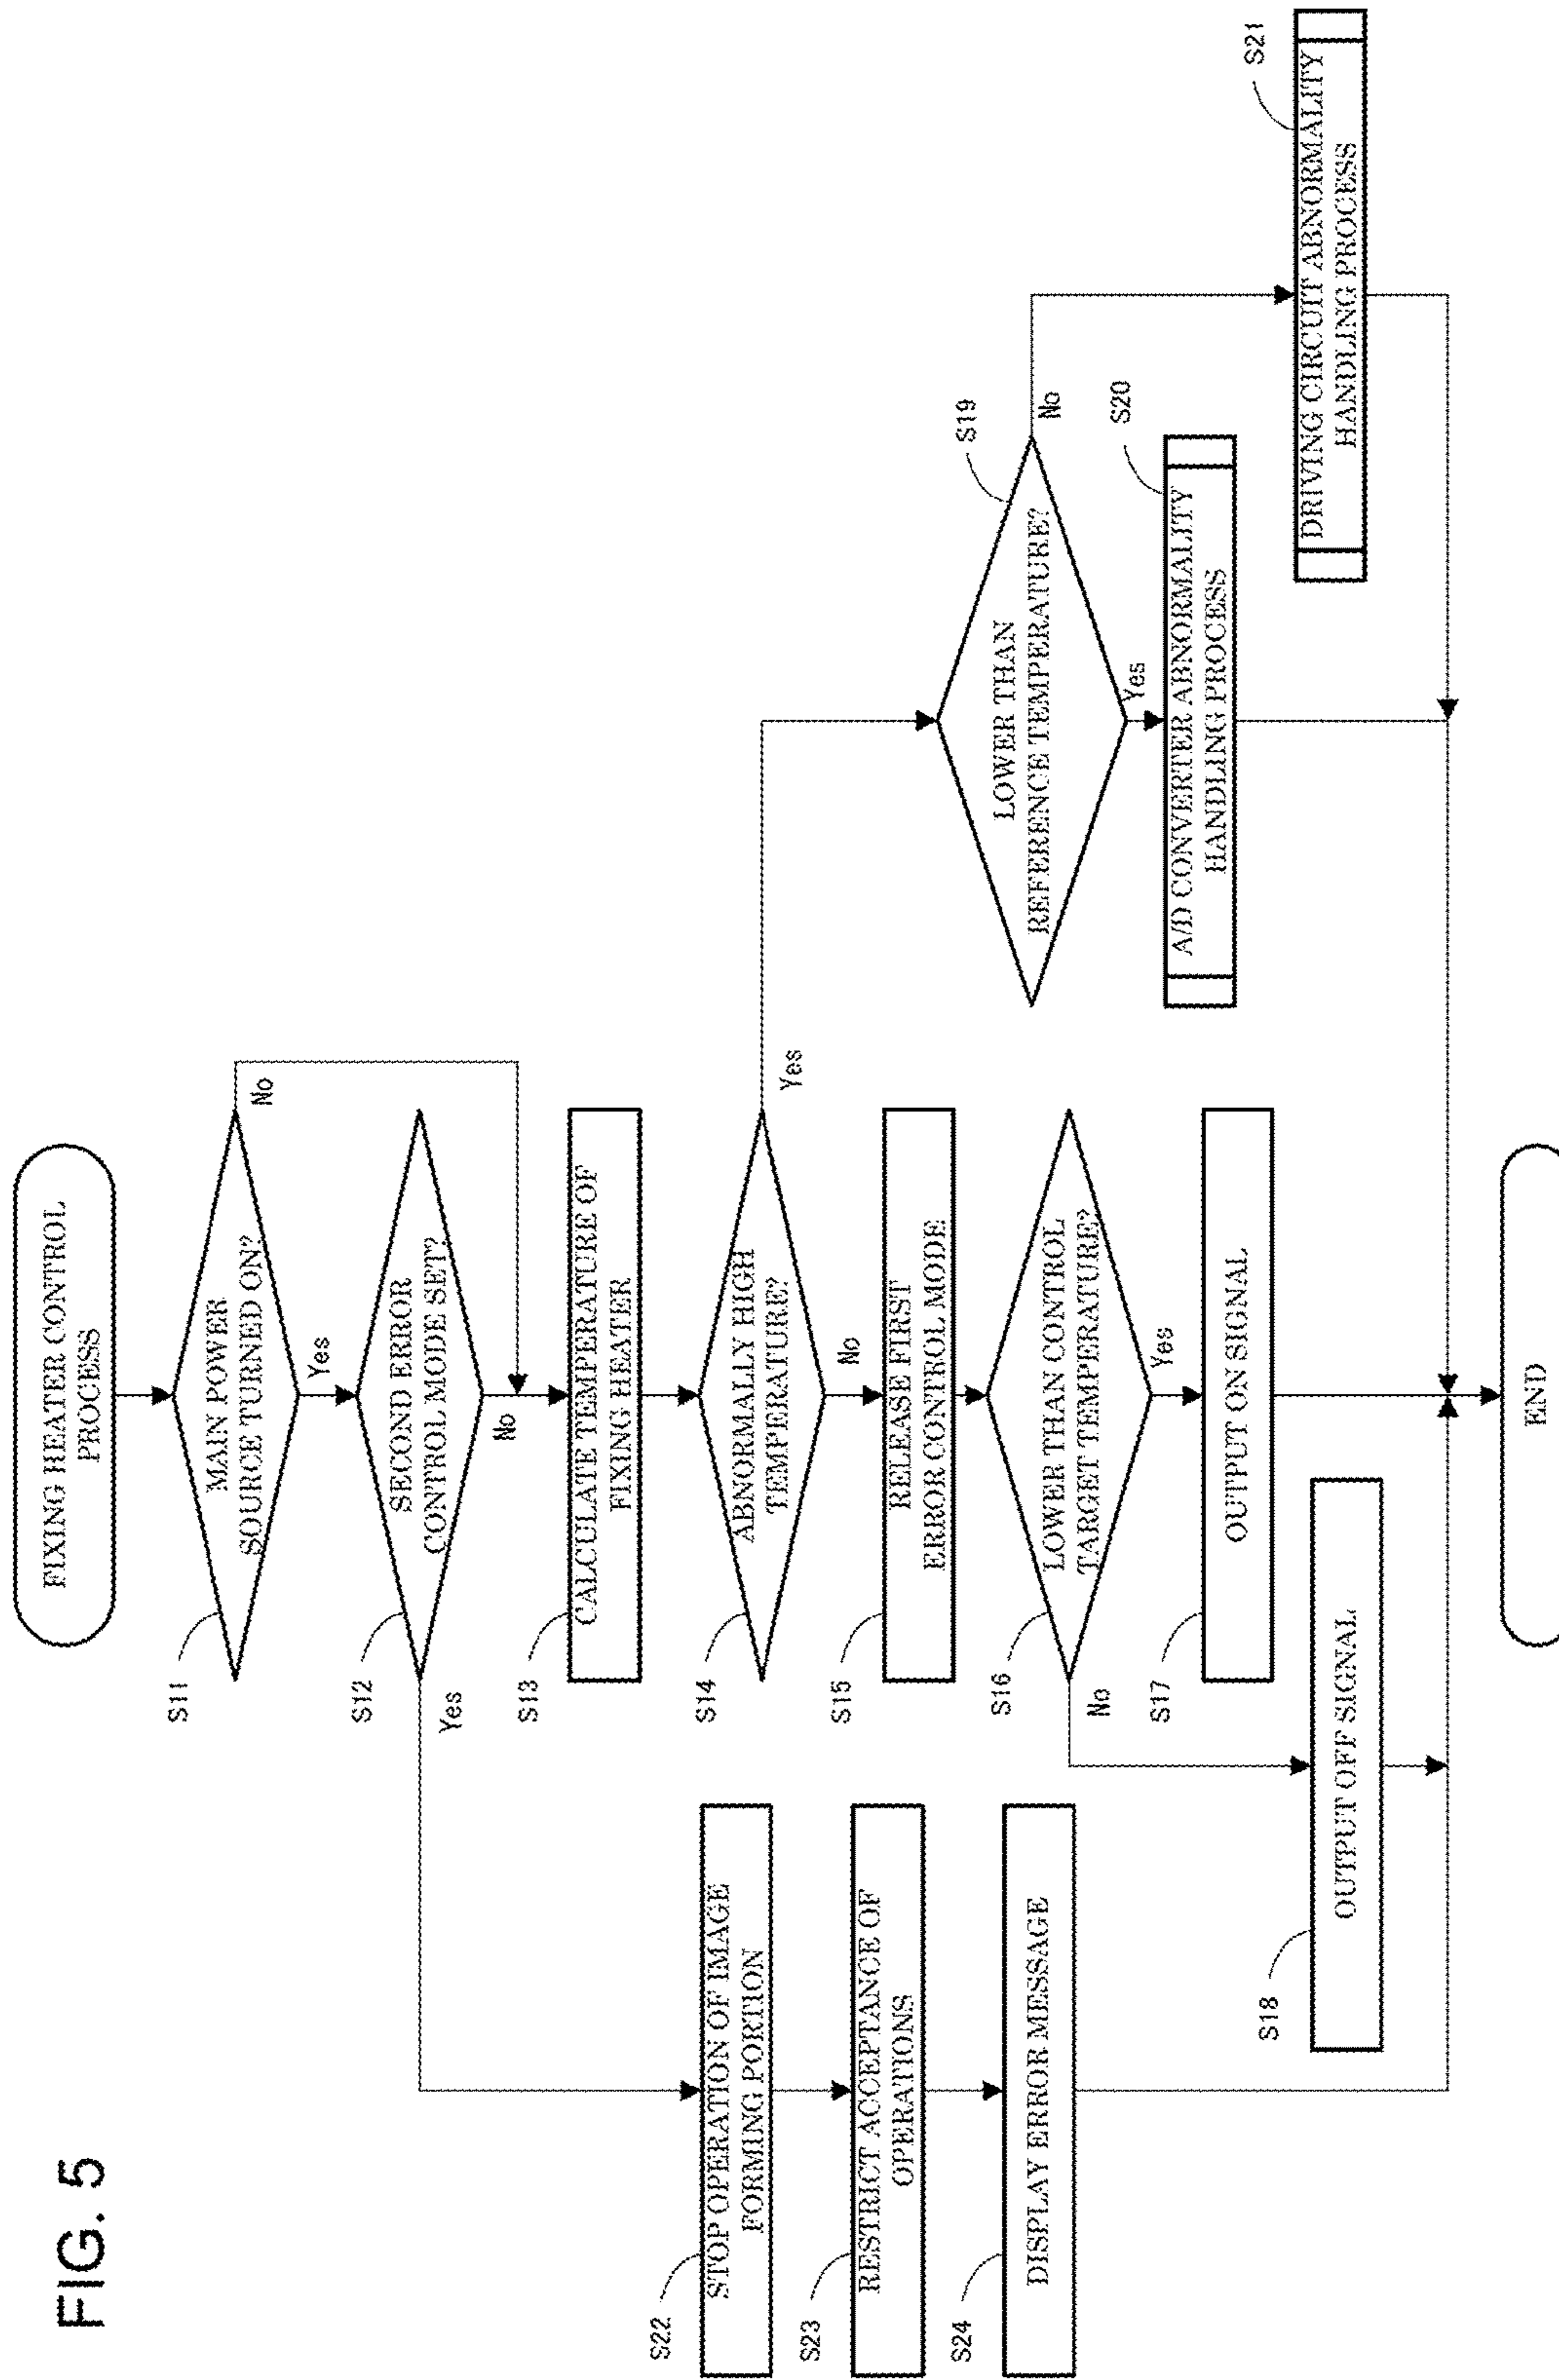 FIG. 5
FIXING HEATER CONTROL
PROCESS
S11
MAIN POWER
SOURCE TURNED ON?
No
Yes
S12
SECOND ERROR
CONTROL MODE SET?
Yes
No
S13
CALCULATE TEMPERATURE OF
FIXING HEATER
S14
ABNORMALLY HIGH
TEMPERATURE?
Yes
No
S15
RELEASE FIRST
ERROR CONTROL MODE
S16
LOWER THAN CONTROL
TARGET TEMPERATURE?
No
Yes
S17
OUTPUT ON SIGNAL
S18
OUTPUT OFF SIGNAL
S19
LOWER THAN
REFERENCE TEMPERATURE?
No
Yes
S20
A/D CONVERTER ABNORMALITY
HANDLING PROCESS
S21
DRIVING CIRCUIT ABNORMALITY
HANDLING PROCESS
S22
STOP OPERATION OF IMAGE
FORMING PORTION
S23
RESTRICT ACCEPTANCE OF
OPERATIONS
S24
DISPLAY ERROR MESSAGE
END